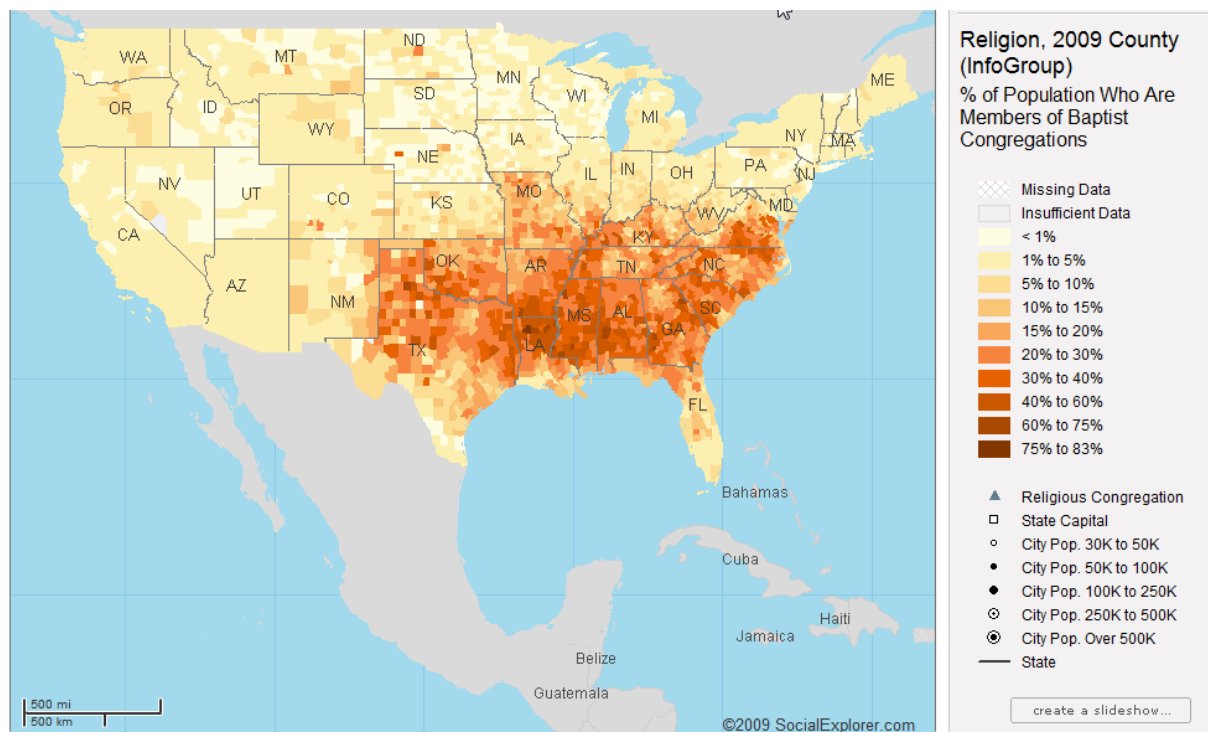 WA
MT
ND
MN
ME
OR
ID
SD
WI
MI
NY
MA
WY
IA
NE
PA
NJ
NV
UT
CO
KS
IL
IN
OH
MO
WV
MD
CA
KY
AZ
NM
OK
AR
TN
NC
TX
LA
MS
AL
GA
SC
FL
Bahamas
Cuba
Haiti
Jamaica
Belize
Guatemala
500 mi
500 km
©2009 SocialExplorer.com
Religion, 2009 County
(InfoGroup)
% of Population Who Are
Members of Baptist
Congregations
Missing Data
Insufficient Data
< 1%
1% to 5%
5% to 10%
10% to 15%
15% to 20%
20% to 30%
30% to 40%
40% to 60%
60% to 75%
75% to 83%
Religious Congregation
State Capital
City Pop. 30K to 50K
City Pop. 50K to 100K
City Pop. 100K to 250K
City Pop. 250K to 500K
City Pop. Over 500K
State
create a slideshow...